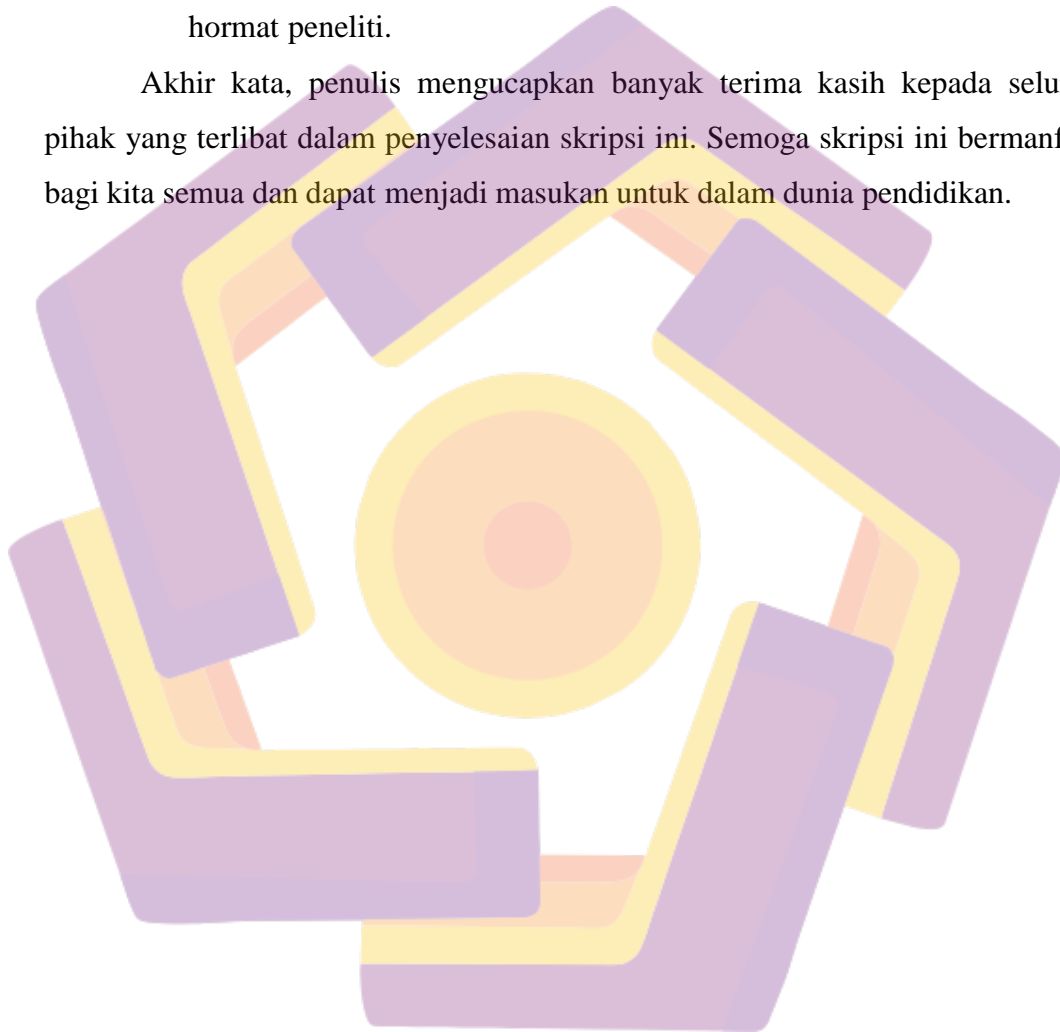 hormat peneliti.
Akhir kata, penulis mengucapkan banyak terima kasih kepada selu
pihak yang terlibat dalam penyelesaian skripsi ini. Semoga skripsi ini bermanf
bagi kita semua dan dapat menjadi masukan untuk dalam dunia pendidikan.